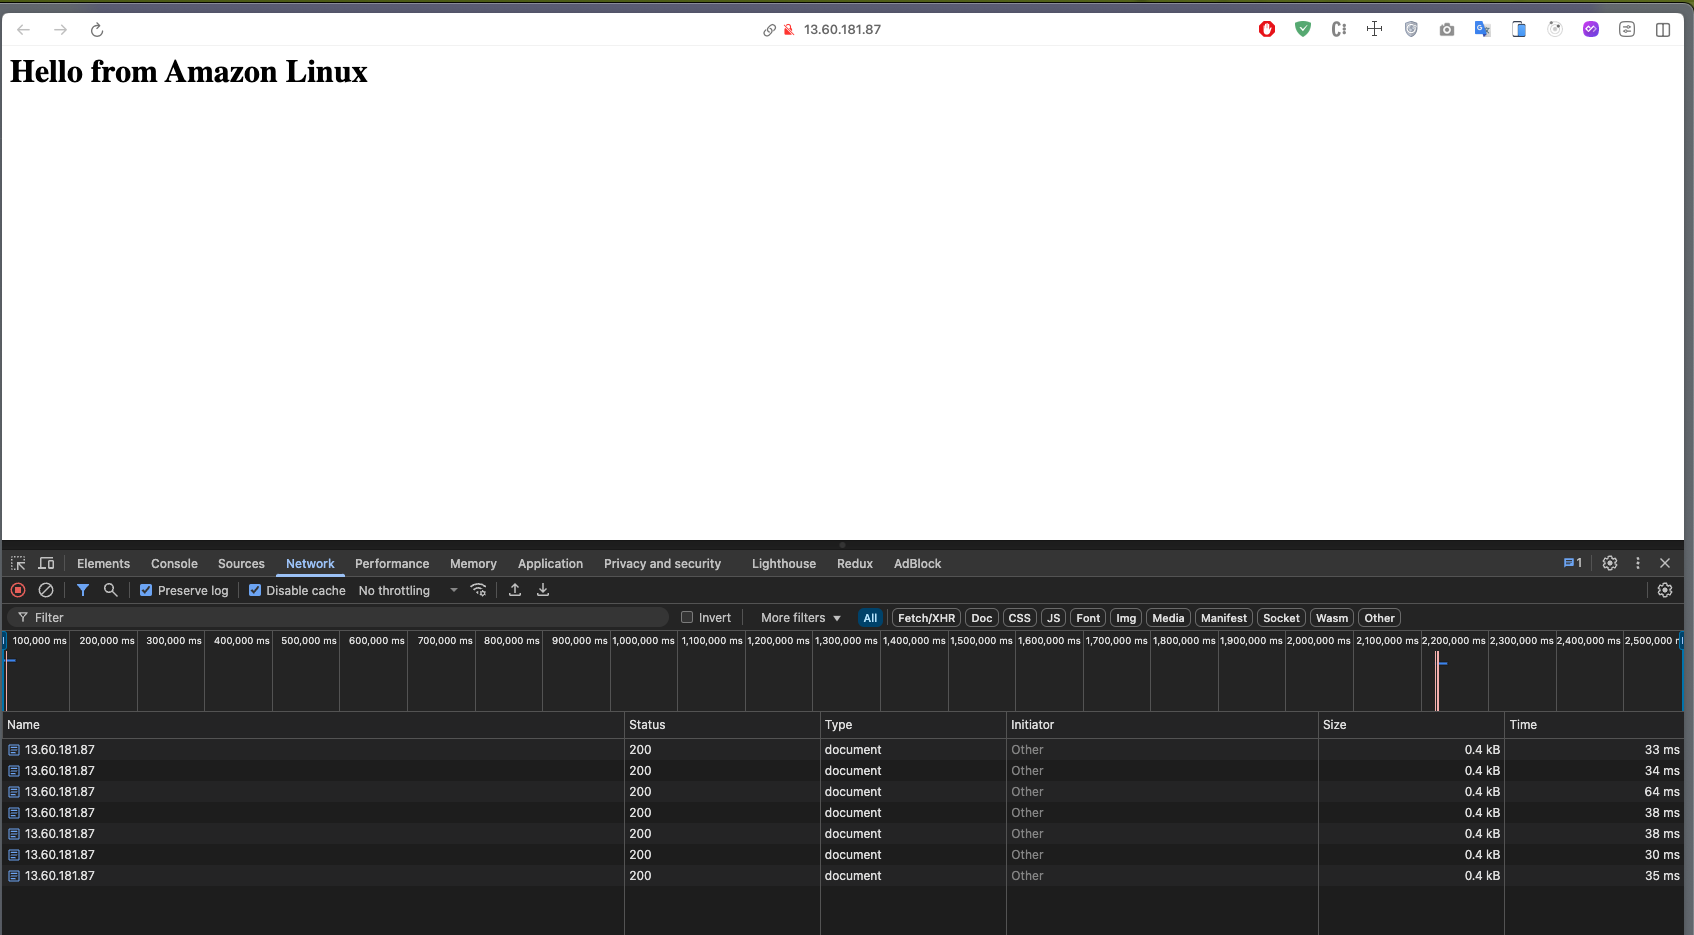 13.60.181.87
Hello from Amazon Linux
Elements Console Sources Network Performance Memory Application Privacy and security Lighthouse Redux AdBlock 1
Preserve log Disable cache No throttling
Filter Invert More filters All Fetch/XHR Doc CSS JS Font Img Media Manifest Socket Wasm Other
100,000 ms 200,000 ms 300,000 ms 400,000 ms 500,000 ms 600,000 ms 700,000 ms 800,000 ms 900,000 ms 1,000,000 ms 1,100,000 ms 1,200,000 ms 1,300,000 ms 1,400,000 ms 1,500,000 ms 1,600,000 ms 1,700,000 ms 1,800,000 ms 1,900,000 ms 2,000,000 ms 2,100,000 ms 2,200,000 ms 2,300,000 ms 2,400,000 ms 2,500,000
Name Status Type Initiator Size Time
13.60.181.87 200 document Other 0.4 kB 33 ms
13.60.181.87 200 document Other 0.4 kB 34 ms
13.60.181.87 200 document Other 0.4 kB 64 ms
13.60.181.87 200 document Other 0.4 kB 38 ms
13.60.181.87 200 document Other 0.4 kB 38 ms
13.60.181.87 200 document Other 0.4 kB 30 ms
13.60.181.87 200 document Other 0.4 kB 35 ms